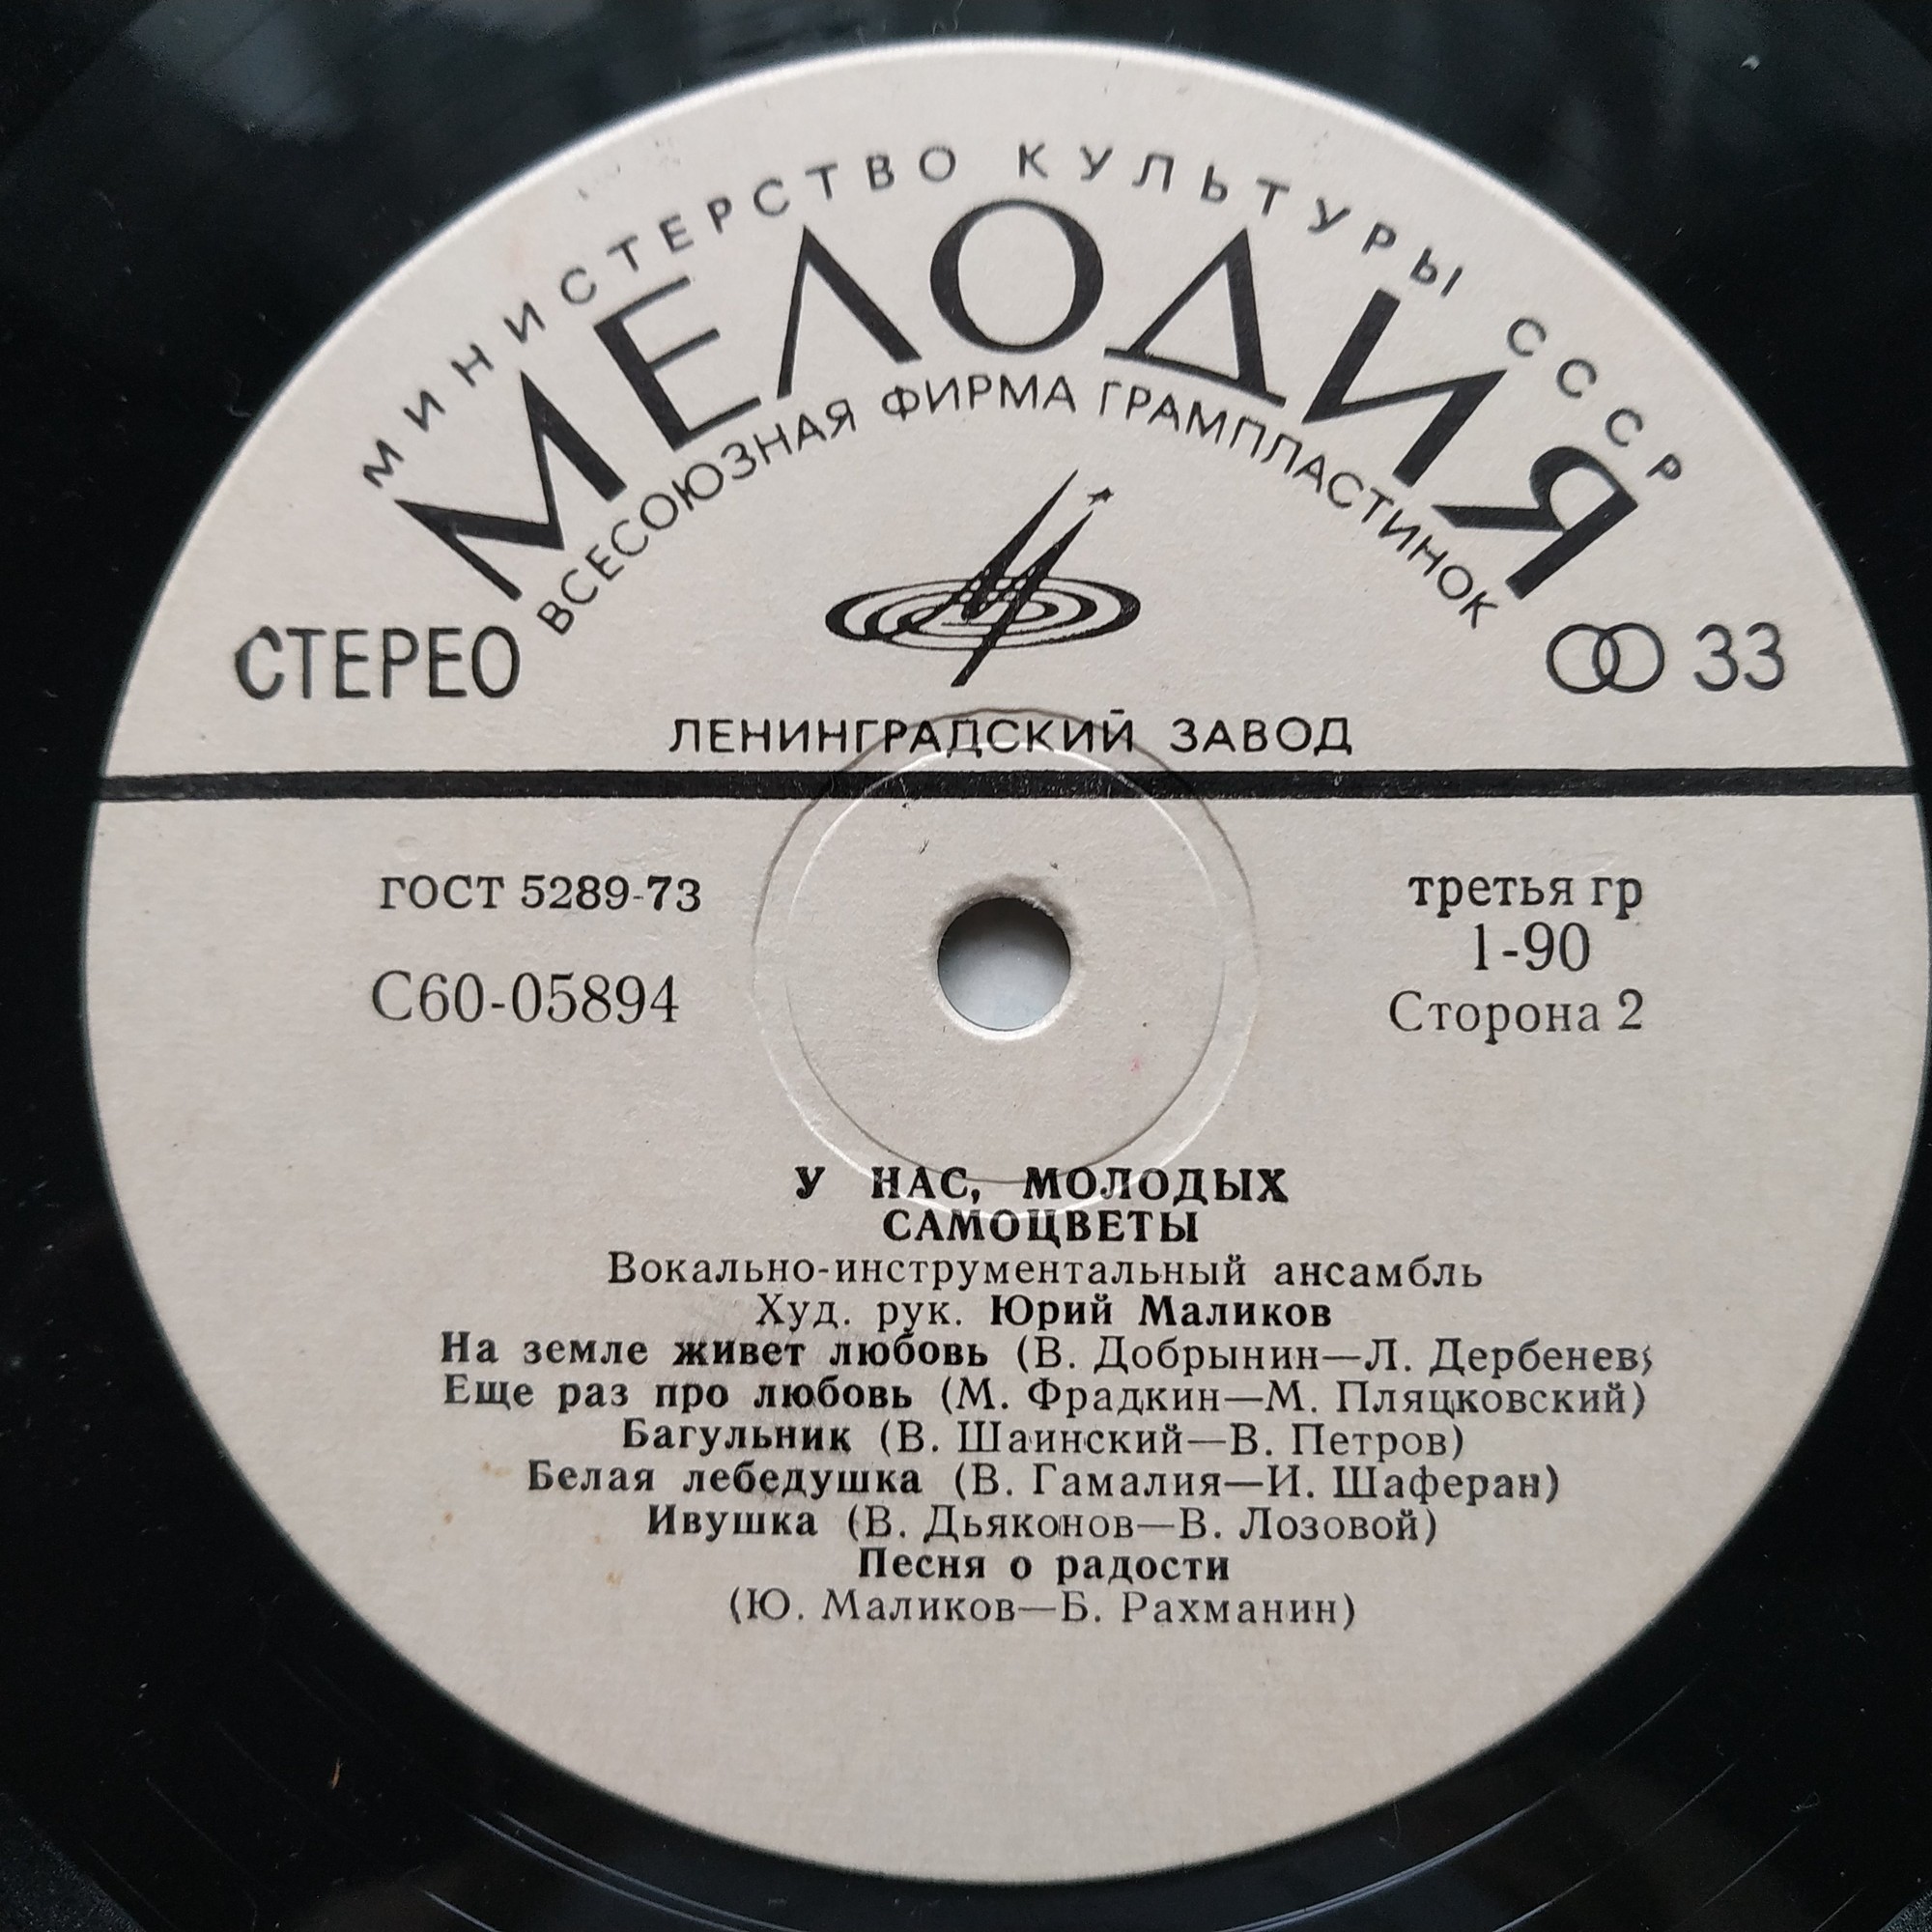 МИНИСТЕРСТВО КУЛЬТУРЫ СССР
МЕЛОДИЯ
ВСЕСОЮЗНАЯ ФИРМА ГРАМПЛАСТИНОК
СТЕРЕО
33
ЛЕНИНГРАДСКИЙ ЗАВОД
ГОСТ 5289-73
третья гр
1-90
С60-05894
Сторона 2
У НАС, МОЛОДЫХ
САМОЦВЕТЫ
Вокально-инструментальный ансамбль
Худ. рук. Юрий Маликов
На земле живет любовь (В. Добрынин—Л. Дербенев)
Еще раз про любовь (М. Фрадкин—М. Пляцковский)
Багульник (В. Шаинский—В. Петров)
Белая лебедушка (В. Гамалия—И. Шаферан)
Ивушка (В. Дьяконов—В. Лозовой)
Песня о радости
(Ю. Маликов—Б. Рахманин)